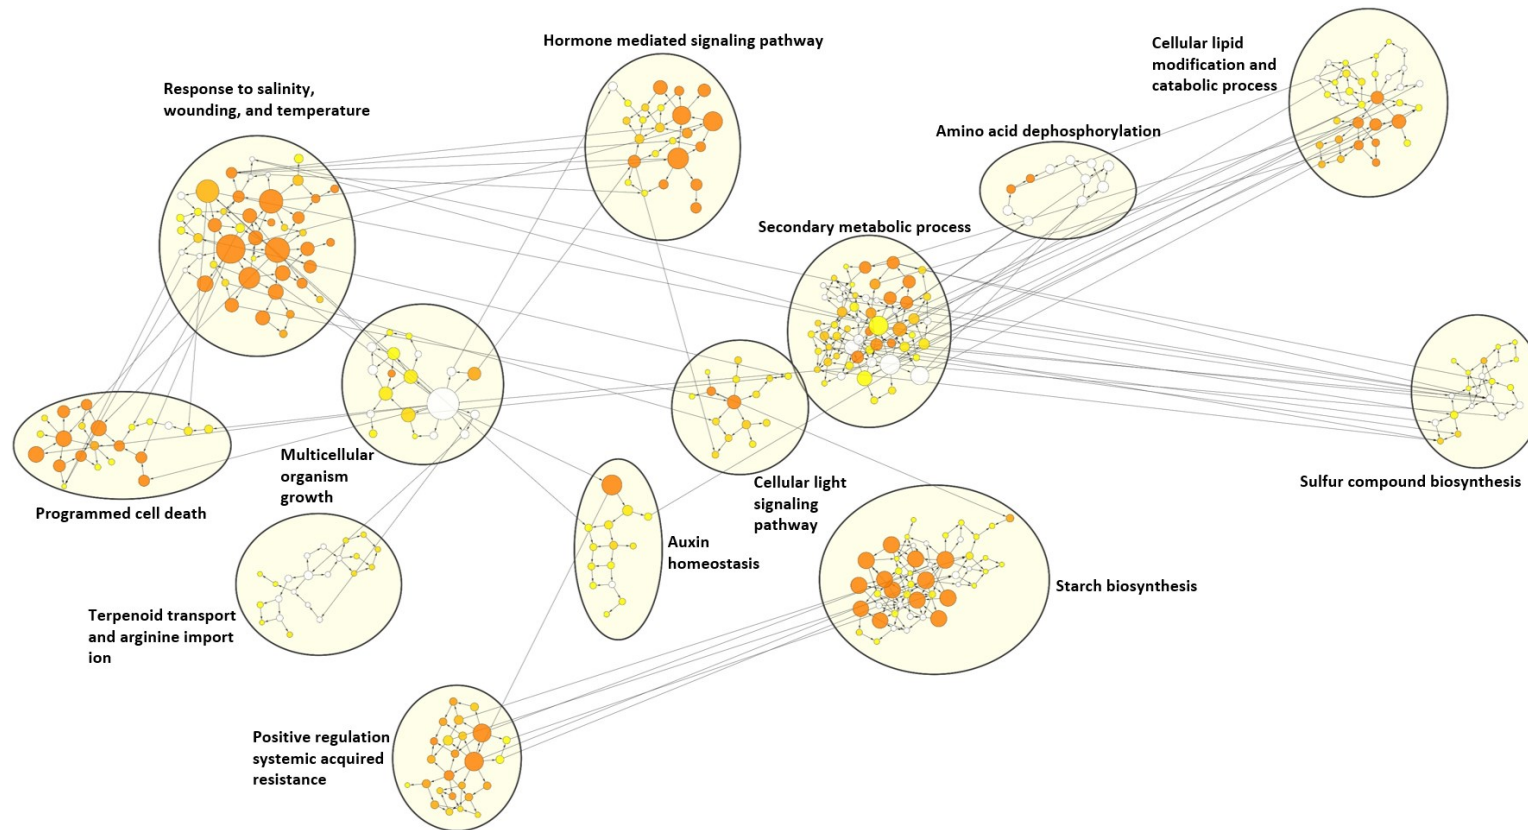 Hormone mediated signaling pathway
Cellular lipid
modification and
catabolic process
Response to salinity,
wounding, and temperature
Amino acid dephosphorylation
Secondary metabolic process
Multicellular
organism
growth
Cellular light
signaling
pathway
Sulfur compound biosynthesis
Programmed cell death
Auxin
homeostasis
Starch biosynthesis
Terpenoid transport
and arginine import
ion
Positive regulation
systemic acquired
resistance